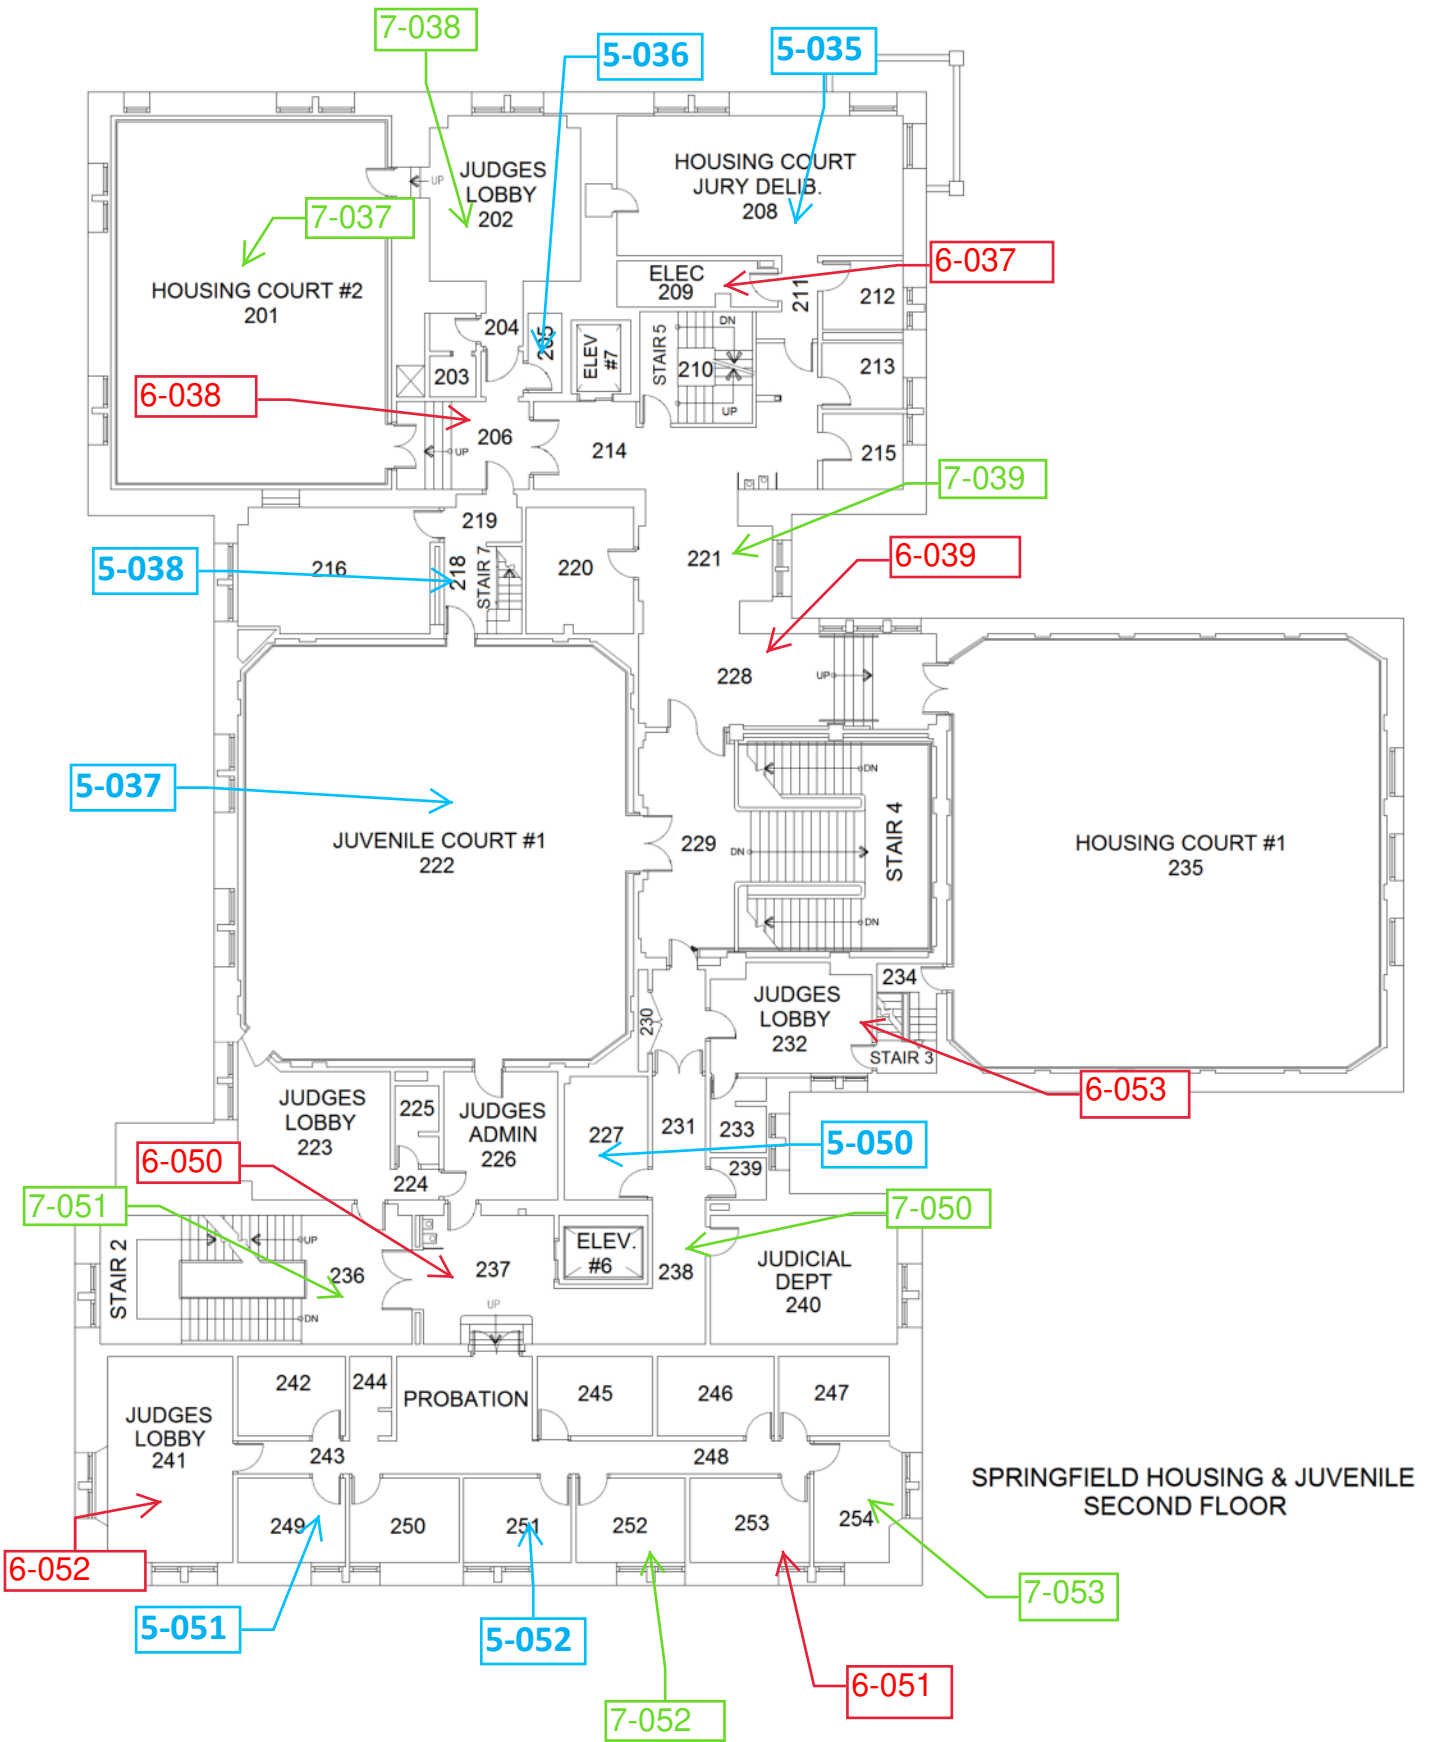 7-038
5-036
5-035
HOUSING COURT
JURY DELIB.
208
JUDGES
LOBBY
202
UP
7-037
HOUSING COURT #2
201
ELEC
209
6-037
211
212
204
205
ELEV
#7
STAIR 5
DN
210
UP
213
203
6-038
206
UP
214
215
7-039
219
5-038
216
218
STAIR 7
220
221
6-039
228
UP
5-037
JUVENILE COURT #1
222
229
DN
DN
DN
STAIR 4
HOUSING COURT #1
235
234
JUDGES
LOBBY
232
230
STAIR 3
6-053
JUDGES
LOBBY
223
225
JUDGES
ADMIN
226
227
231
233
5-050
239
6-050
224
7-051
7-050
STAIR 2
UP
236
DN
237
UP
ELEV.
#6
238
JUDICIAL
DEPT
240
242
244
PROBATION
245
246
247
JUDGES
LOBBY
241
243
248
249
250
251
252
253
254
SPRINGFIELD HOUSING & JUVENILE
SECOND FLOOR
6-052
5-051
5-052
7-053
6-051
7-052